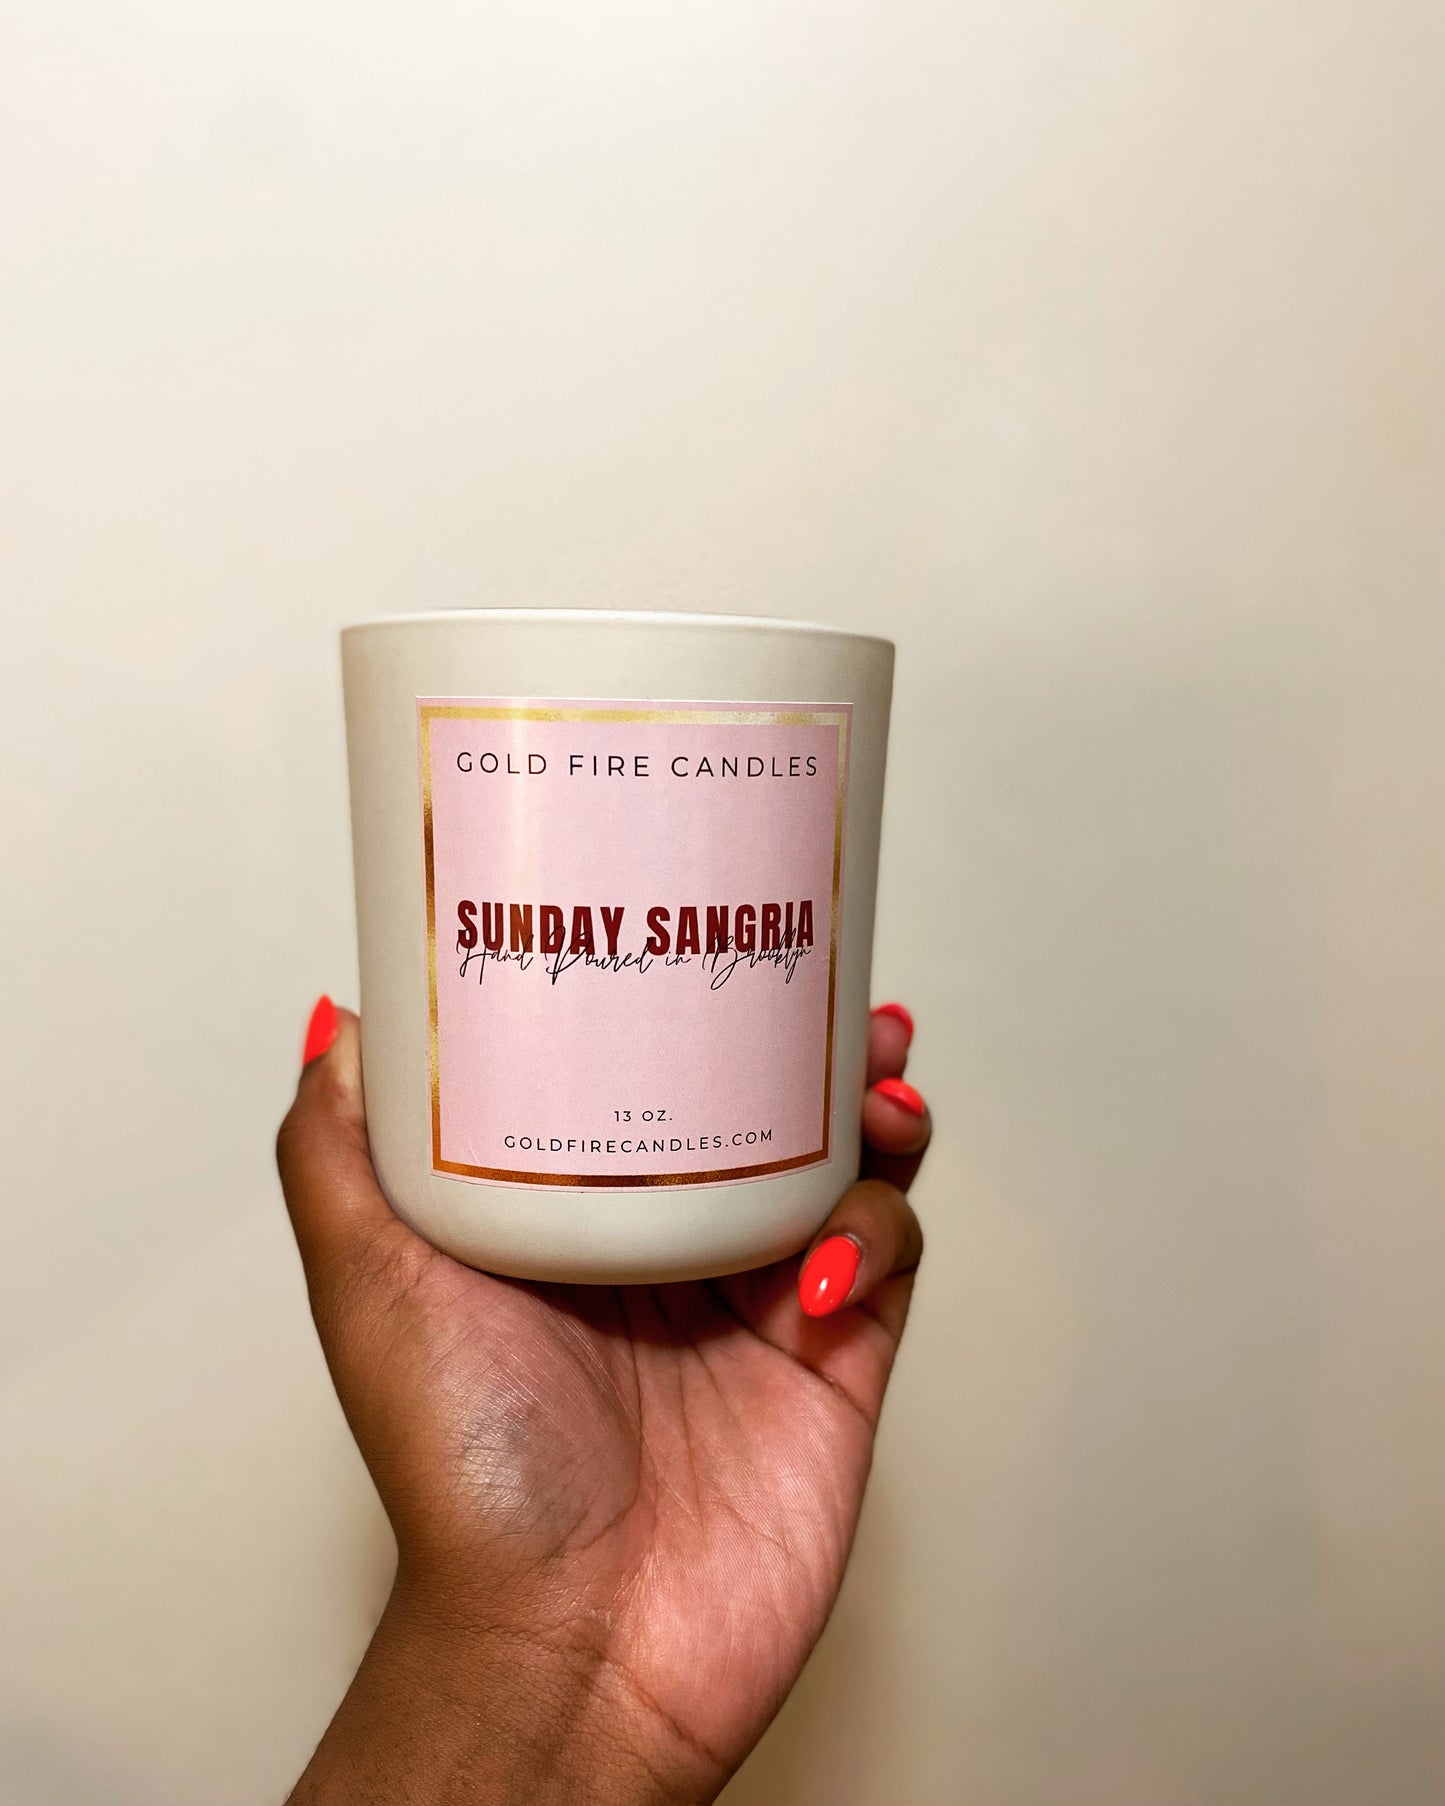 GOLD FIRE CANDLES
SUNDAY SANGRIA
Hand Poured in Brooklyn
13 OZ.
GOLDFIRECANDLES.COM